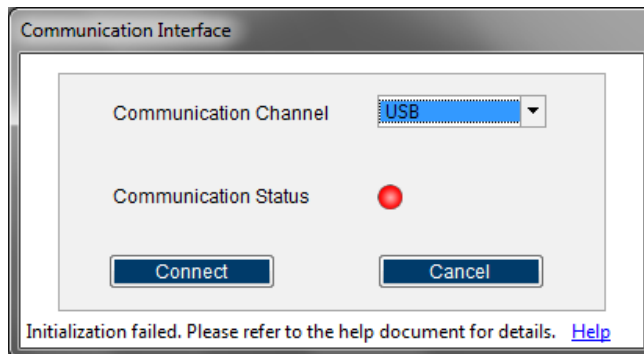 Communication Interface
Communication Channel USB
Communication Status
Connect Cancel
Initialization failed. Please refer to the help document for details. Help